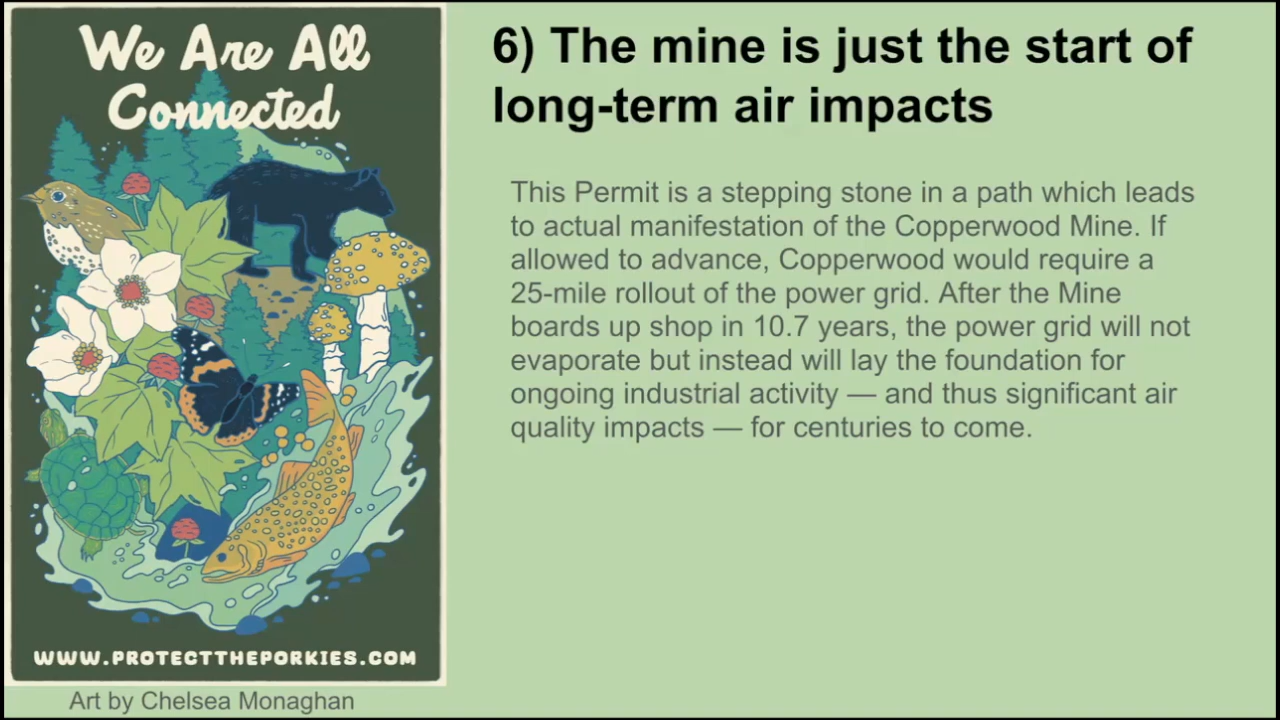 We Are All
Connected
WWW.PROTECTTHEPORKIES.COM
Art by Chelsea Monaghan
6) The mine is just the start of
long-term air impacts
This Permit is a stepping stone in a path which leads
to actual manifestation of the Copperwood Mine. If
allowed to advance, Copperwood would require a
25-mile rollout of the power grid. After the Mine
boards up shop in 10.7 years, the power grid will not
evaporate but instead will lay the foundation for
ongoing industrial activity — and thus significant air
quality impacts — for centuries to come.